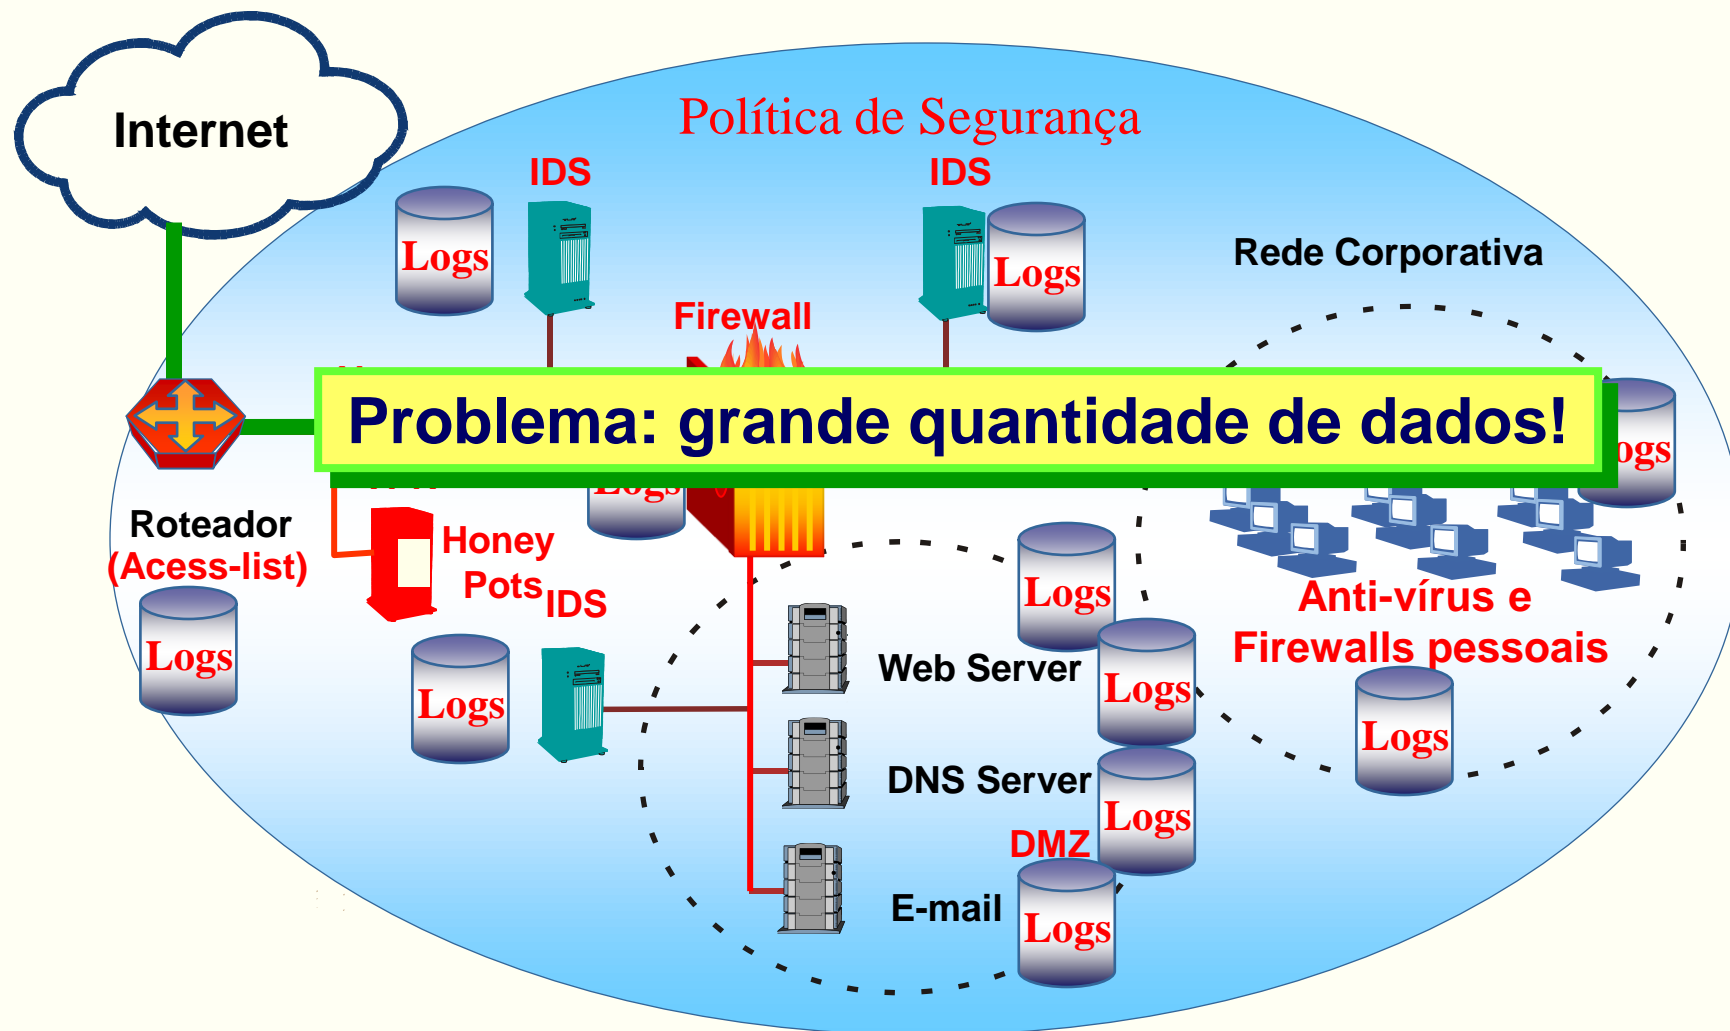 Internet
Política de Segurança
IDS
IDS
Logs
Logs
Rede Corporativa
Firewall
Problema: grande quantidade de dados!
Roteador
(Acess-list)
Honey
Pots
IDS
Logs
Logs
Logs
Logs
Anti-vírus e
Firewalls pessoais
Web Server
Logs
Logs
DNS Server
Logs
DMZ
E-mail
Logs